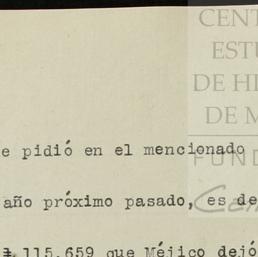 CENT
ESTU
DE HI
DE M
FUND
e pidió en el mencionado
año próximo pasado, es de
115,659 que Méjico dejó